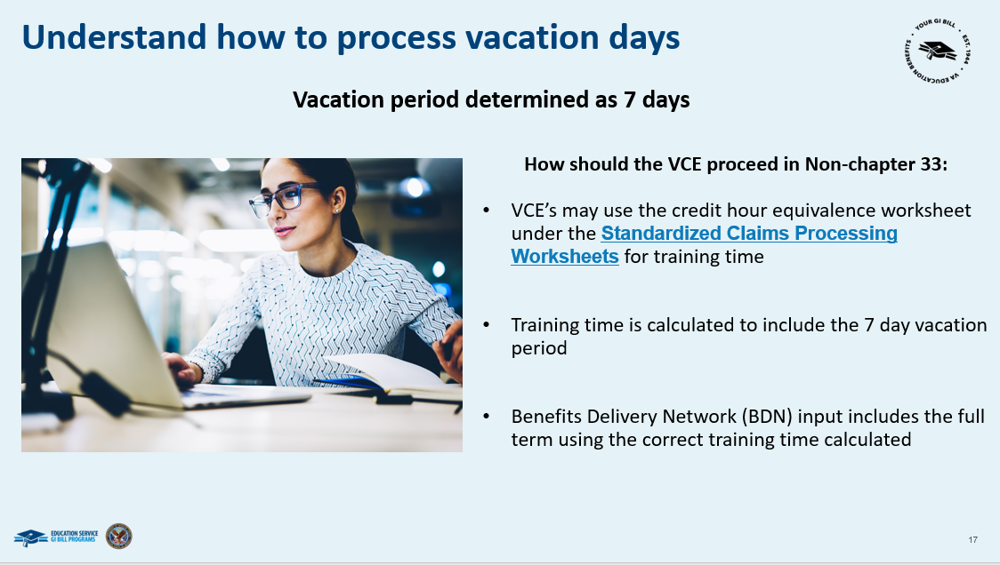 Understand how to process vacation days
YOUR GI BILL • EST. 1944 • VA EDUCATION BENEFITS •
Vacation period determined as 7 days
How should the VCE proceed in Non-chapter 33:
• VCE’s may use the credit hour equivalence worksheet
under the Standardized Claims Processing
Worksheets for training time
• Training time is calculated to include the 7 day vacation
period
• Benefits Delivery Network (BDN) input includes the full
term using the correct training time calculated
EDUCATION SERVICE
GI BILL PROGRAMS
17